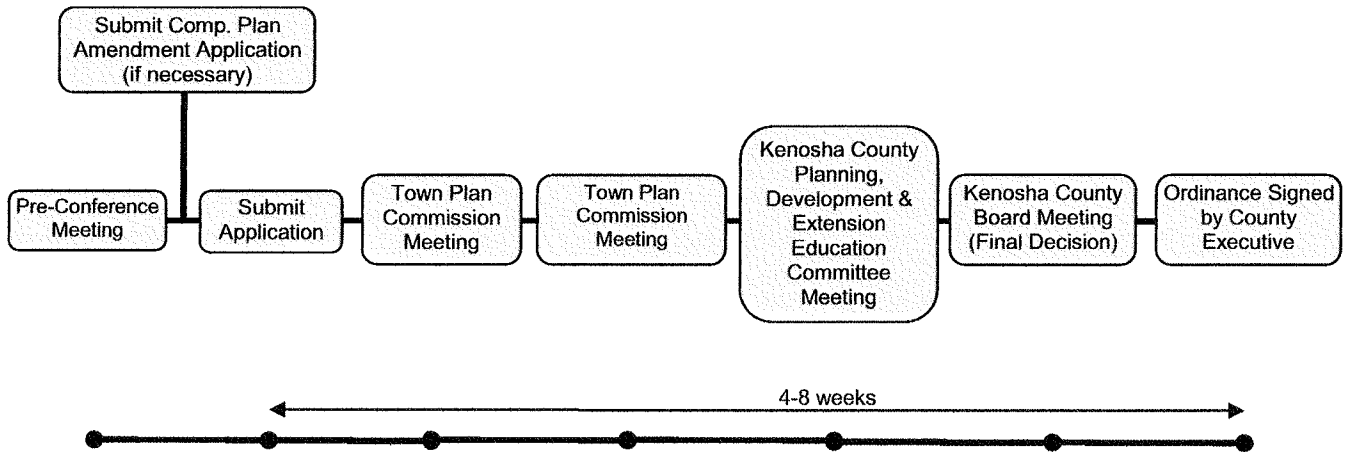 Submit Comp. Plan
Amendment Application
(if necessary)
Pre-Conference
Meeting
Submit
Application
Town Plan
Commission
Meeting
Town Plan
Commission
Meeting
Kenosha County
Planning,
Development &
Extension
Education
Committee
Meeting
Kenosha County
Board Meeting
(Final Decision)
Ordinance Signed
by County
Executive
4-8 weeks